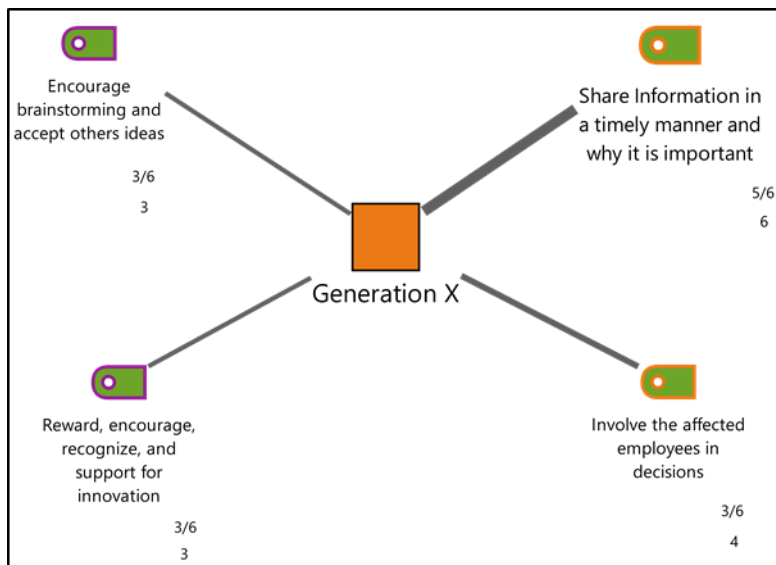 Encourage
brainstorming and
accept others ideas
3/6
3
Share Information in
a timely manner and
why it is important
5/6
6
Generation X
Reward, encourage,
recognize, and
support for
innovation
3/6
3
Involve the affected
employees in
decisions
3/6
4